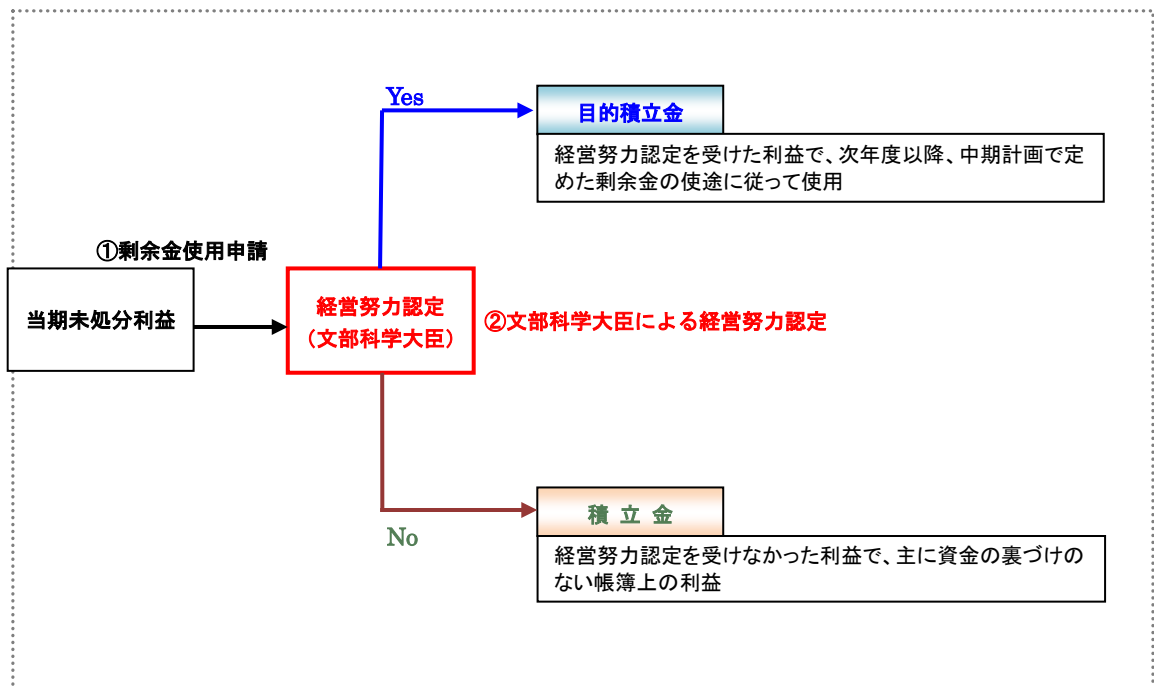 Yes
目的積立金
経営努力認定を受けた利益で、次年度以降、中期計画で定
めた剰余金の使途に従って使用
①剰余金使用申請
当期未処分利益
経営努力認定
（文部科学大臣）
②文部科学大臣による経営努力認定
積 立 金
No
経営努力認定を受けなかった利益で、主に資金の裏づけの
ない帳簿上の利益